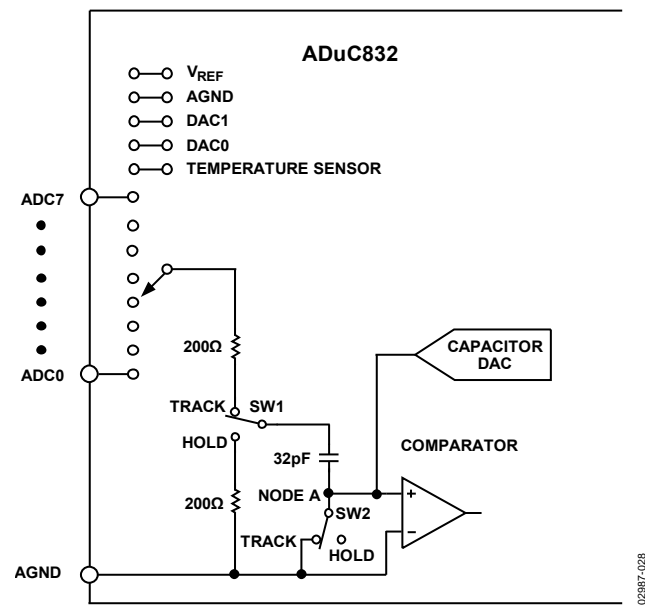 ADuC832
VREF
AGND
DAC1
DAC0
TEMPERATURE SENSOR
ADC7
ADC0
200Ω
CAPACITOR
DAC
TRACK
SW1
HOLD
COMPARATOR
32pF
NODE A
+
200Ω
SW2
–
TRACK
HOLD
AGND
02987-028